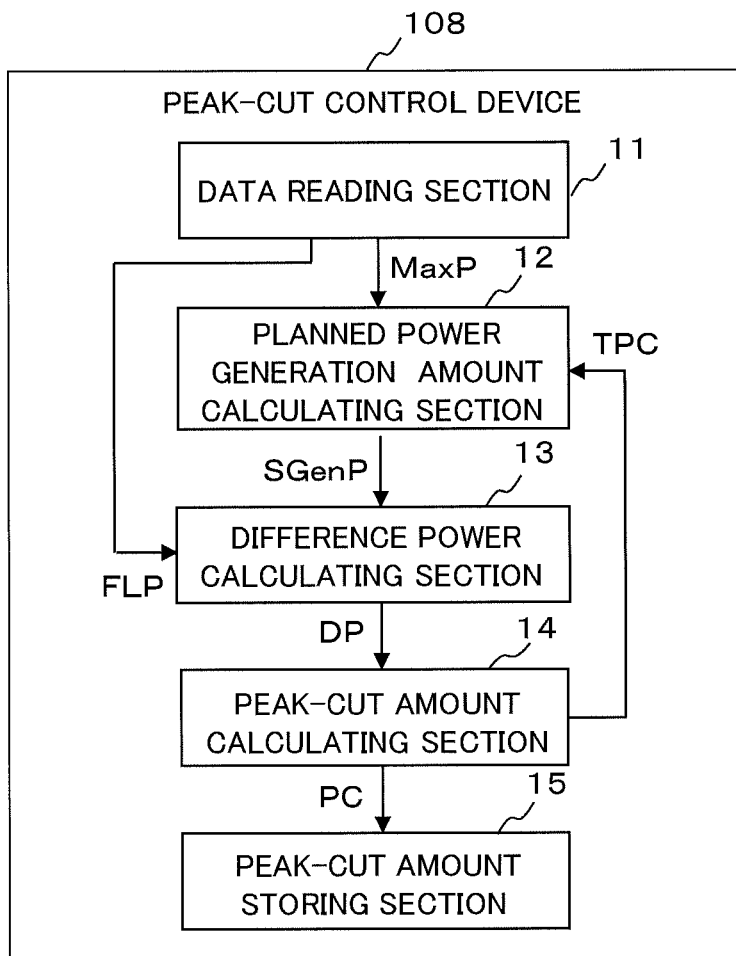 108
PEAK-CUT CONTROL DEVICE
11
DATA READING SECTION
MaxP
12
PLANNED POWER
GENERATION AMOUNT
CALCULATING SECTION
TPC
SGenP
13
DIFFERENCE POWER
CALCULATING SECTION
FLP
DP
14
PEAK-CUT AMOUNT
CALCULATING SECTION
PC
15
PEAK-CUT AMOUNT
STORING SECTION